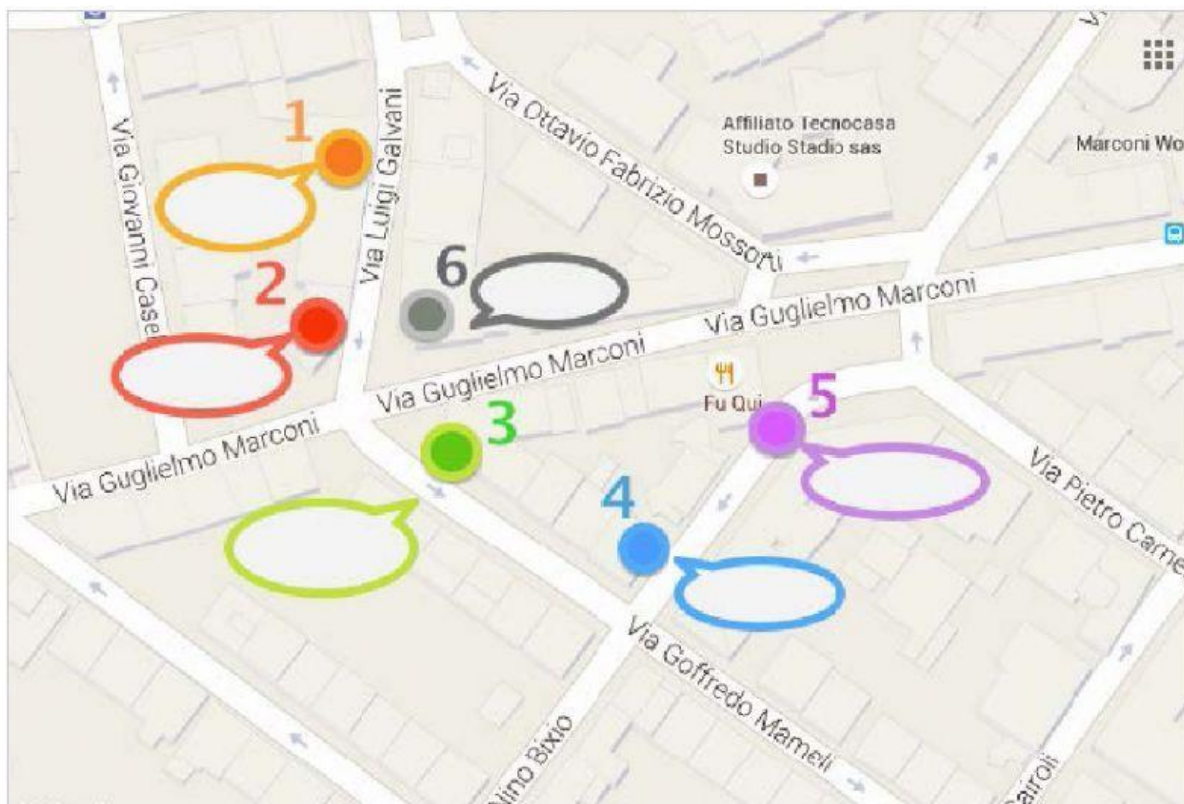 1
Via Giovanni Casel
Via Luigi Galvani
Via Ottavio Fabrizio Mossotti
Affiliato Tecnocasa
Studio Stadio sas
Marconi Wo
2
6
Via Guglielmo Marconi
Via Guglielmo Marconi
Via Guglielmo Marconi
Fu Qui
5
3
4
Via Pietro Carne
Via Goffredo Mameli
Nino Bixio
airoli